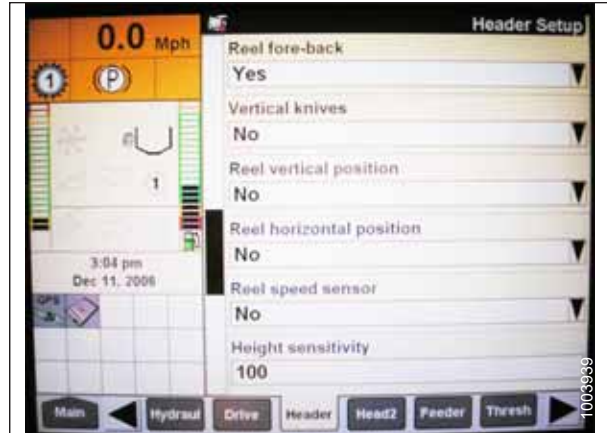 0.0 Mph
Header Setup
1
(P)
Reel fore-back
Yes
Vertical knives
No
1
Reel vertical position
No
Reel horizontal position
No
3:04 pm
Dec 11, 2006
Reel speed sensor
No
GPS
Height sensitivity
100
Main
Hydraul
Drive
Header
Head2
Feeder
Thresh
1003939